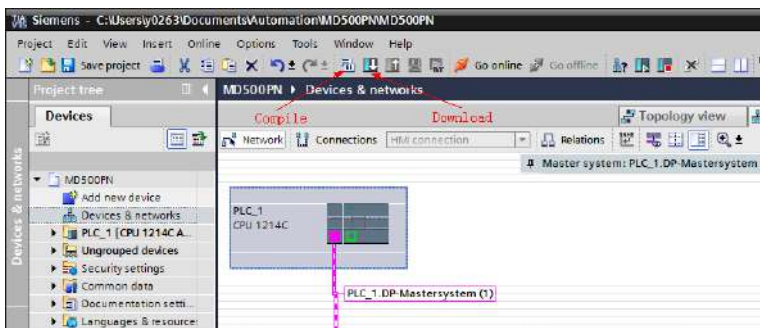 Siemens - C:\Users\y0263\Documents\Automation\MD500PN\MD500PN
Project Edit View Insert Online Options Tools Window Help
Save project Go online Go offline
Project tree
MD500PN ▸ Devices & networks
Devices
Compile Download
Topology view
Network Connections HMI connection Relations
Master system: PLC_1.DP-Mastersystem
MD500PN
Add new device
Devices & networks
PLC_1 [CPU 1214C A...
Ungrouped devices
Security settings
Common data
Documentation setti...
Languages & resource
Devices & networks
PLC_1
CPU 1214C
PLC_1.DP-Mastersystem (1)